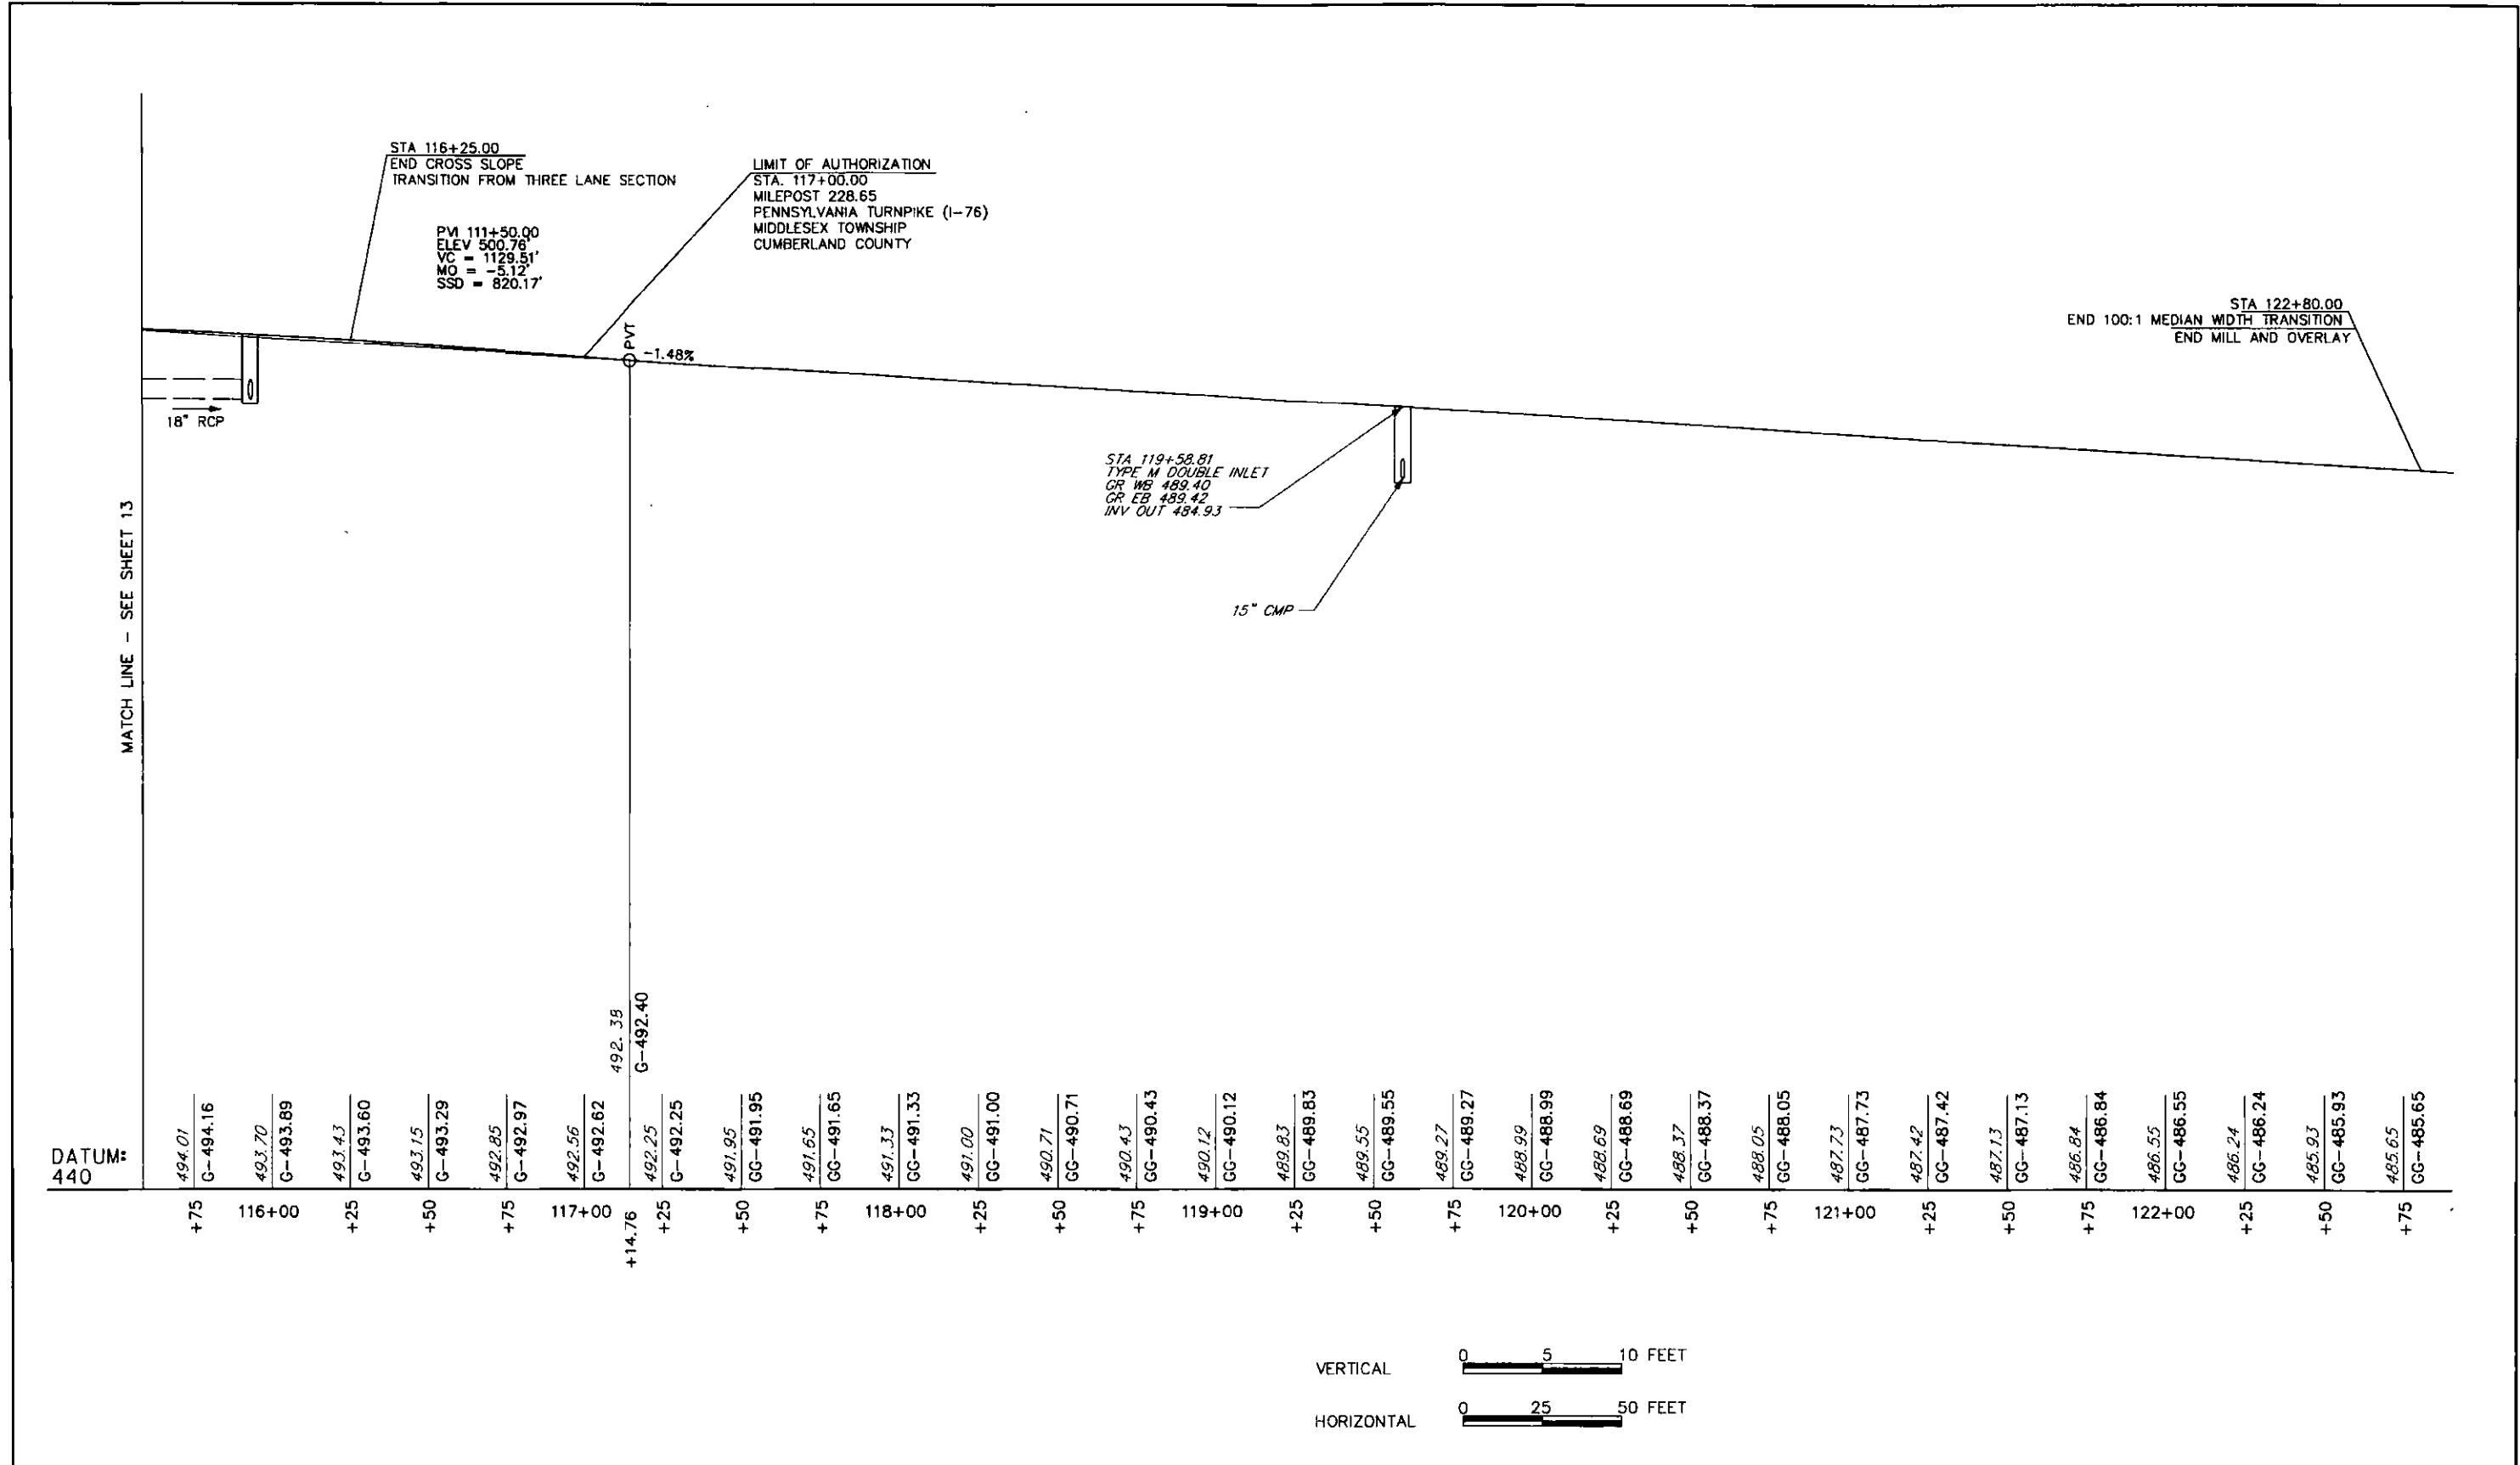 STA 116+25.00
END CROSS SLOPE
TRANSITION FROM THREE LANE SECTION
PVI 111+50.00
ELEV 500.76'
VC = 1129.51'
MO = -5.12'
SSD = 820.17'
LIMIT OF AUTHORIZATION
STA. 117+00.00
MILEPOST 228.65
PENNSYLVANIA TURNPIKE (I-76)
MIDDLESEX TOWNSHIP
CUMBERLAND COUNTY
STA 122+80.00
END 100:1 MEDIAN WIDTH TRANSITION
END MILL AND OVERLAY
PVT
-1.48%
18" RCP
STA 119+58.81
TYPE M DOUBLE INLET
GR WB 489.40
GR EB 489.42
INV OUT 484.93
15" CMP
MATCH LINE - SEE SHEET 13
492.38
G-492.40
DATUM:
440
494.01
G-494.16
493.70
G-493.89
493.43
G-493.60
493.15
G-493.29
492.85
G-492.97
492.56
G-492.62
492.25
G-492.25
491.95
GG-491.95
491.65
GG-491.65
491.33
GG-491.33
491.00
GG-491.00
490.71
GG-490.71
490.43
GG-490.43
490.12
GG-490.12
489.83
GG-489.83
489.55
GG-489.55
489.27
GG-489.27
488.99
GG-488.99
488.69
GG-488.69
488.37
GG-488.37
488.05
GG-488.05
487.73
GG-487.73
487.42
GG-487.42
487.13
GG-487.13
486.84
GG-486.84
486.55
GG-486.55
486.24
GG-486.24
485.93
GG-485.93
485.65
GG-485.65
+75
116+00
+25
+50
+75
117+00
+14.76
+25
+50
+75
118+00
+25
+50
+75
119+00
+25
+50
+75
120+00
+25
+50
+75
121+00
+25
+50
+75
122+00
+25
+50
+75
VERTICAL 0 5 10 FEET
HORIZONTAL 0 25 50 FEET